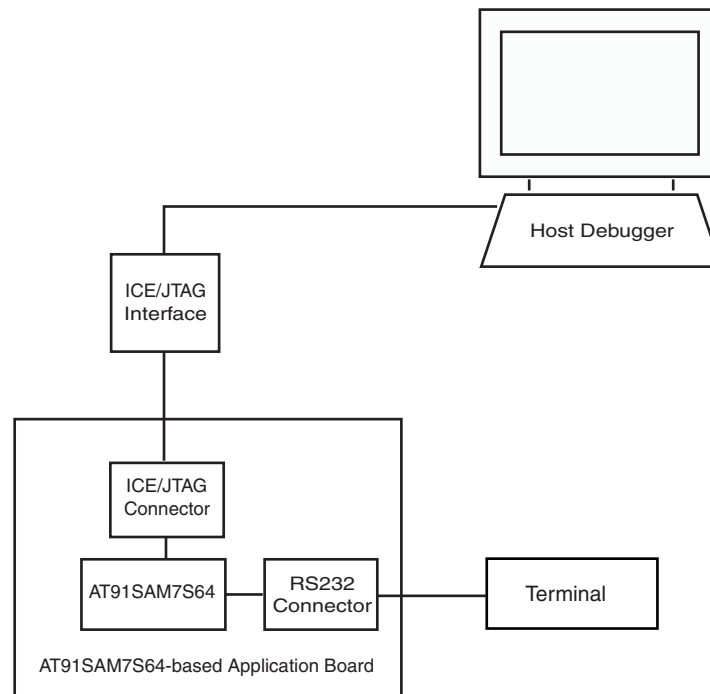 Host Debugger
ICE/JTAG
Interface
ICE/JTAG
Connector
AT91SAM7S64
RS232
Connector
Terminal
AT91SAM7S64-based Application Board